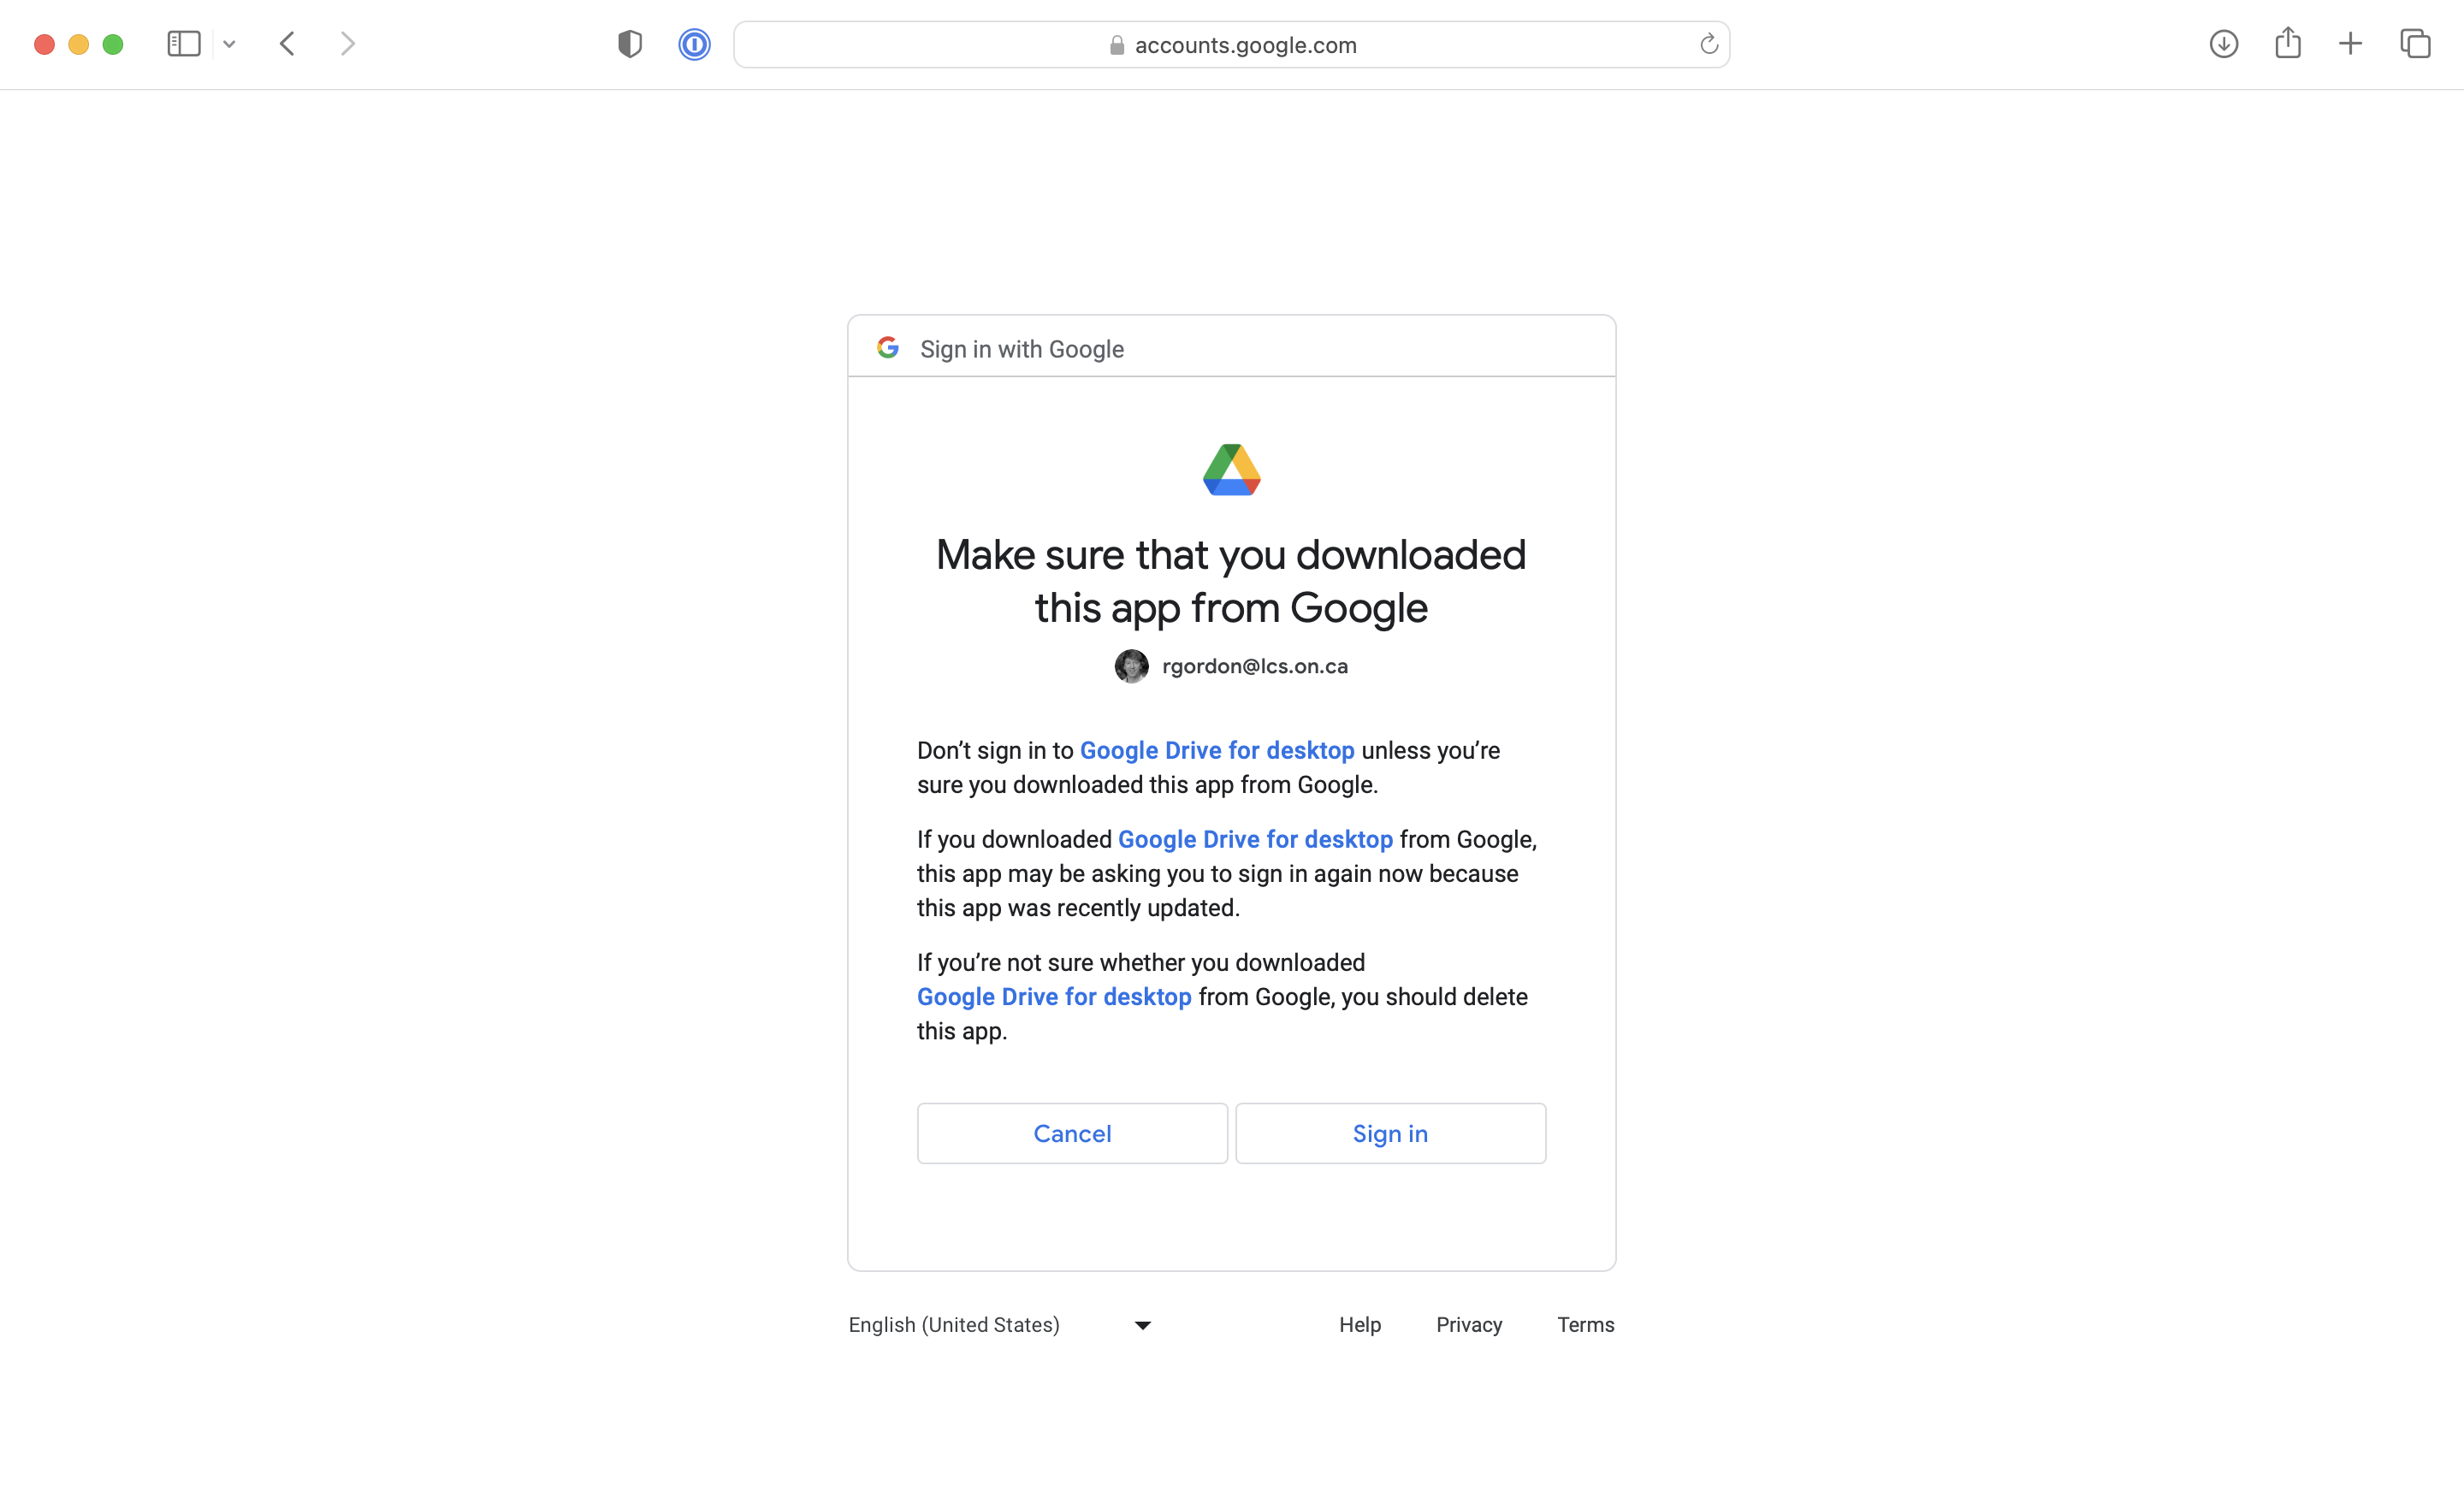 accounts.google.com
Sign in with Google
Make sure that you downloaded
this app from Google
rgordon@lcs.on.ca
Don’t sign in to Google Drive for desktop unless you’re
sure you downloaded this app from Google.
If you downloaded Google Drive for desktop from Google,
this app may be asking you to sign in again now because
this app was recently updated.
If you’re not sure whether you downloaded
Google Drive for desktop from Google, you should delete
this app.
Cancel Sign in
English (United States) Help Privacy Terms